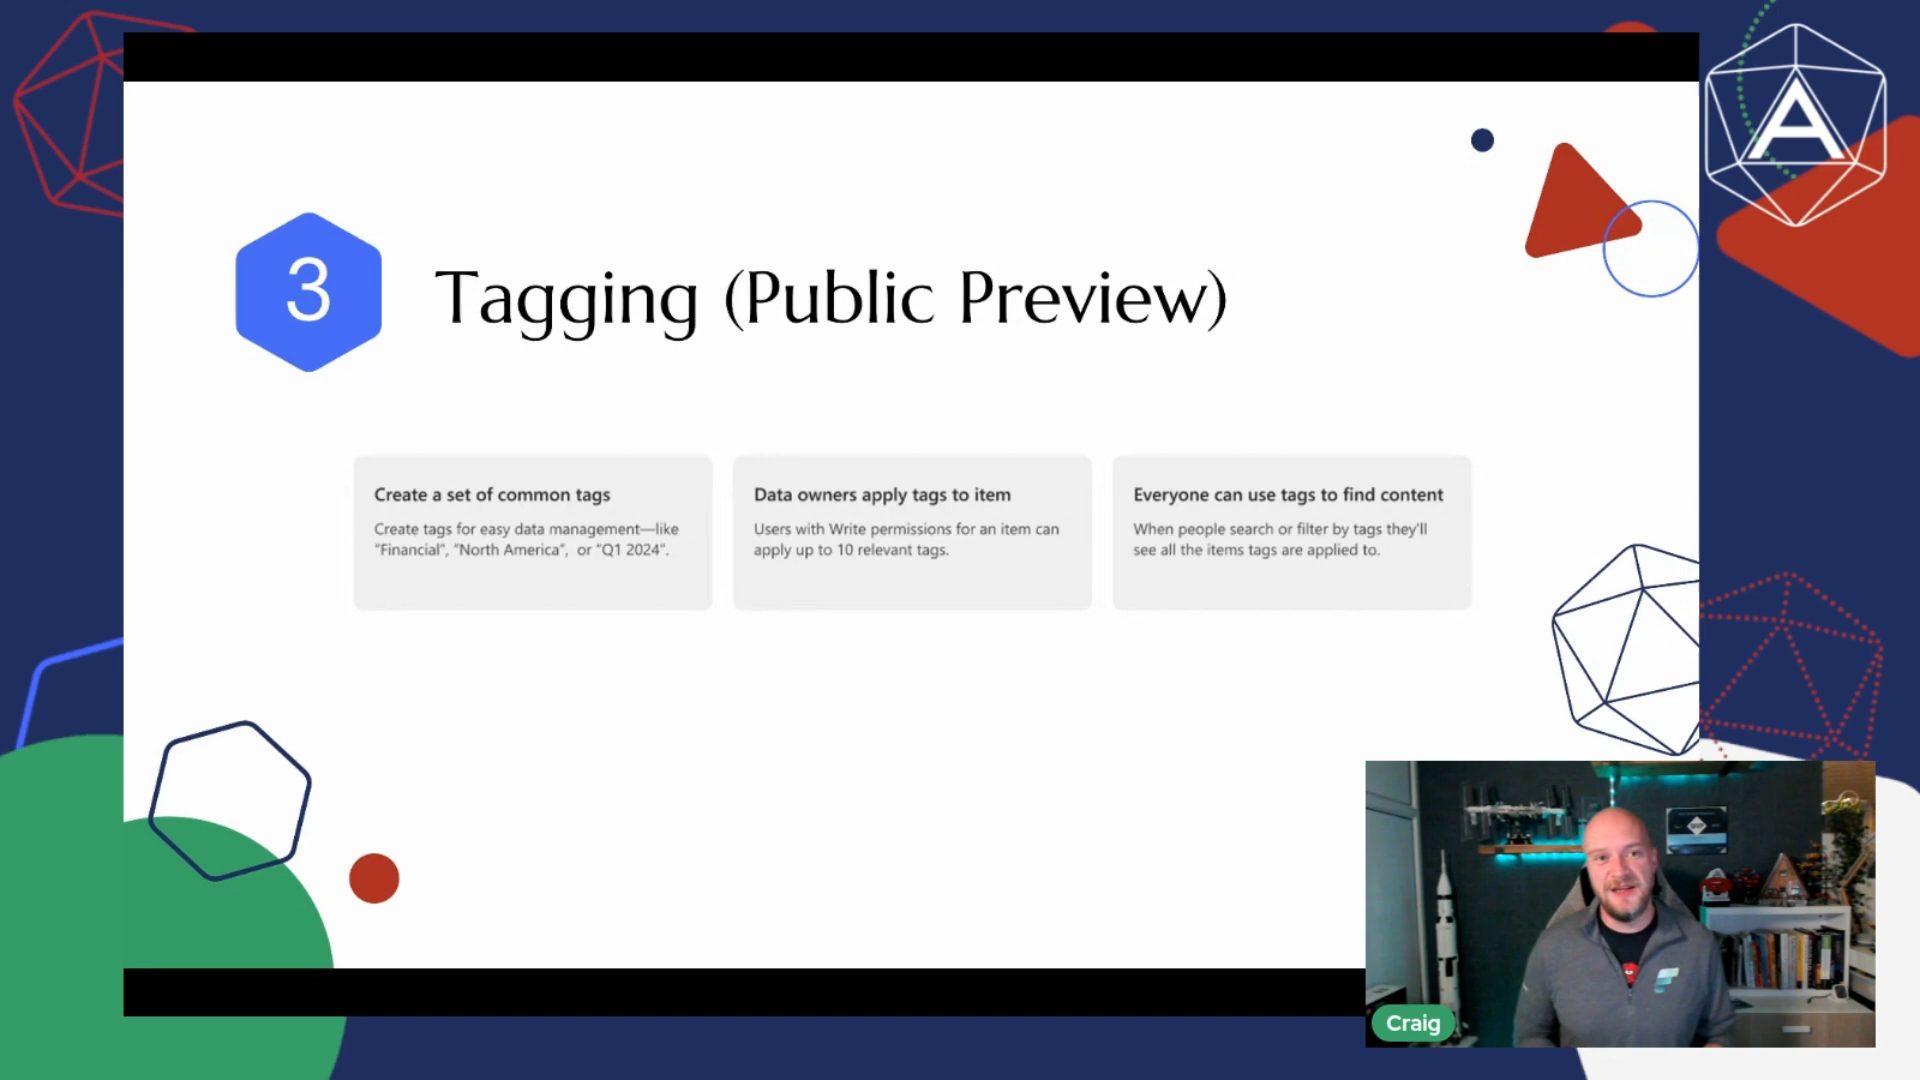 A
3
Tagging (Public Preview)
Create a set of common tags
Create tags for easy data management—like
“Financial”, “North America”,  or “Q1 2024”.
Data owners apply tags to item
Users with Write permissions for an item can
apply up to 10 relevant tags.
Everyone can use tags to find content
When people search or filter by tags they’ll
see all the items tags are applied to.
Craig